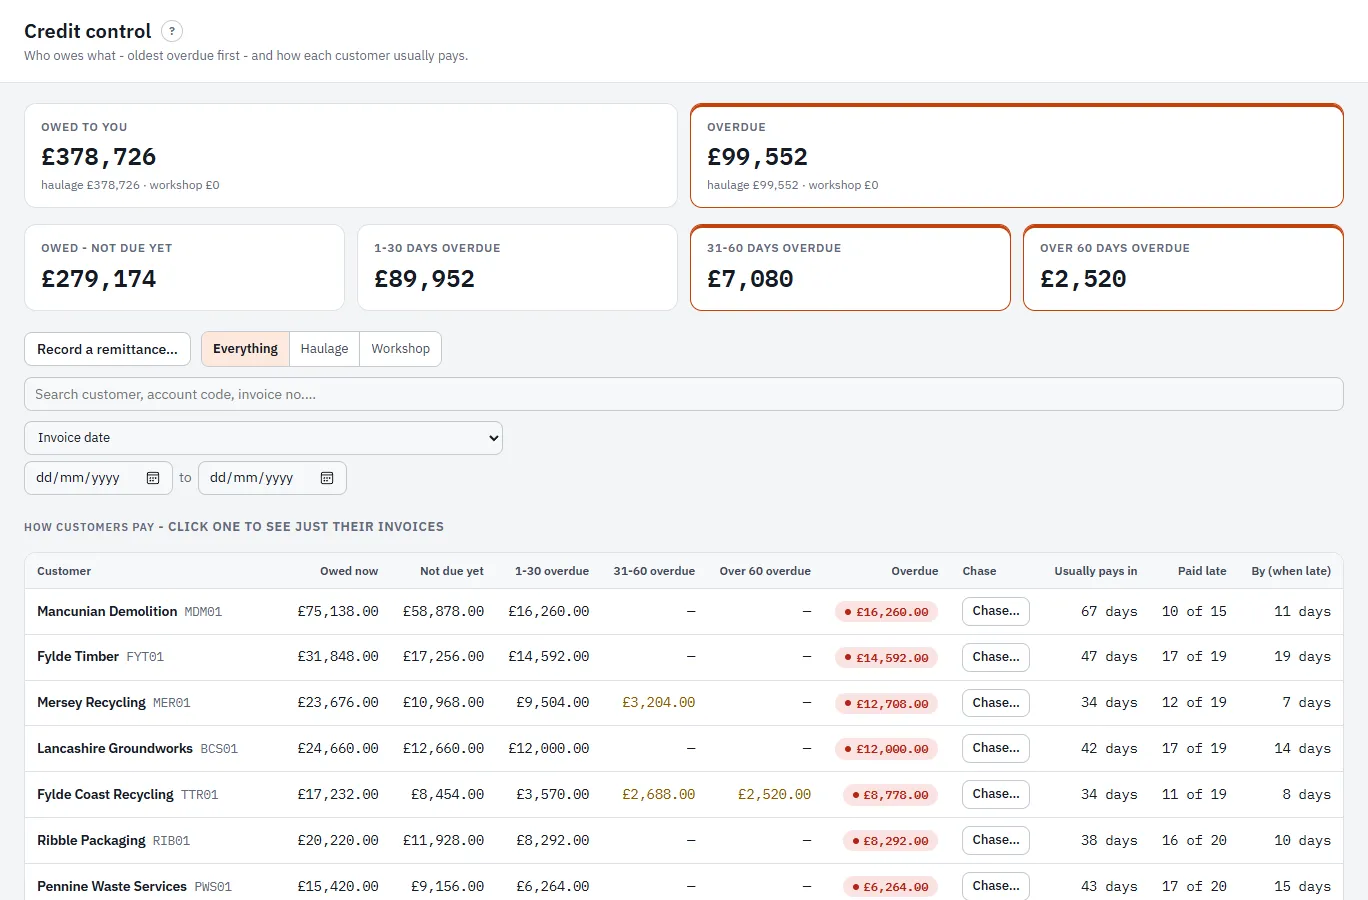 Credit control ?
Who owes what - oldest overdue first - and how each customer usually pays.
OWED TO YOU
£378,726
haulage £378,726 · workshop £0
OVERDUE
£99,552
haulage £99,552 · workshop £0
OWED - NOT DUE YET
£279,174
1-30 DAYS OVERDUE
£89,952
31-60 DAYS OVERDUE
£7,080
OVER 60 DAYS OVERDUE
£2,520
Record a remittance... Everything Haulage Workshop
Search customer, account code, invoice no....
Invoice date
dd/mm/yyyy to dd/mm/yyyy
HOW CUSTOMERS PAY - CLICK ONE TO SEE JUST THEIR INVOICES
Customer Owed now Not due yet 1-30 overdue 31-60 overdue Over 60 overdue Overdue Chase Usually pays in Paid late By (when late)
Mancunian Demolition MDM01 £75,138.00 £58,878.00 £16,260.00 — — £16,260.00 Chase... 67 days 10 of 15 11 days
Fylde Timber FYT01 £31,848.00 £17,256.00 £14,592.00 — — £14,592.00 Chase... 47 days 17 of 19 19 days
Mersey Recycling MER01 £23,676.00 £10,968.00 £9,504.00 £3,204.00 — £12,708.00 Chase... 34 days 12 of 19 7 days
Lancashire Groundworks BCS01 £24,660.00 £12,660.00 £12,000.00 — — £12,000.00 Chase... 42 days 17 of 19 14 days
Fylde Coast Recycling TTR01 £17,232.00 £8,454.00 £3,570.00 £2,688.00 £2,520.00 £8,778.00 Chase... 34 days 11 of 19 8 days
Ribble Packaging RIB01 £20,220.00 £11,928.00 £8,292.00 — — £8,292.00 Chase... 38 days 16 of 20 10 days
Pennine Waste Services PWS01 £15,420.00 £9,156.00 £6,264.00 — — £6,264.00 Chase... 43 days 17 of 20 15 days